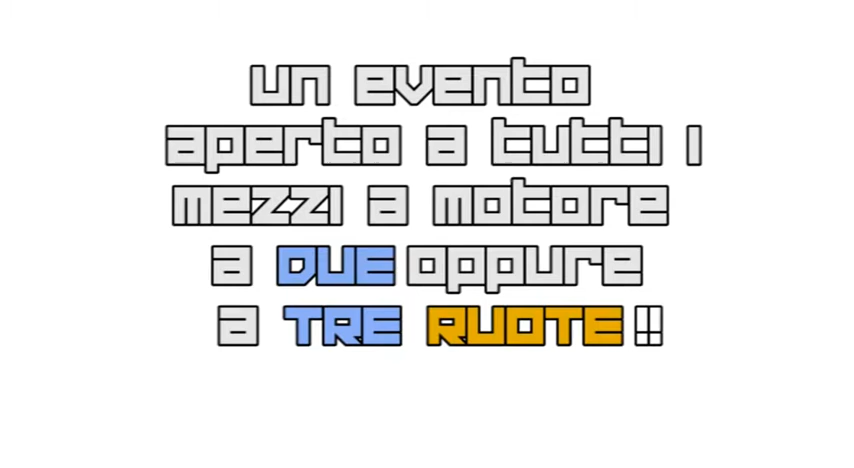 un evento
aperto a tutti i
mezzi a motore
a DUE oppure
a TRE RUOTE!!